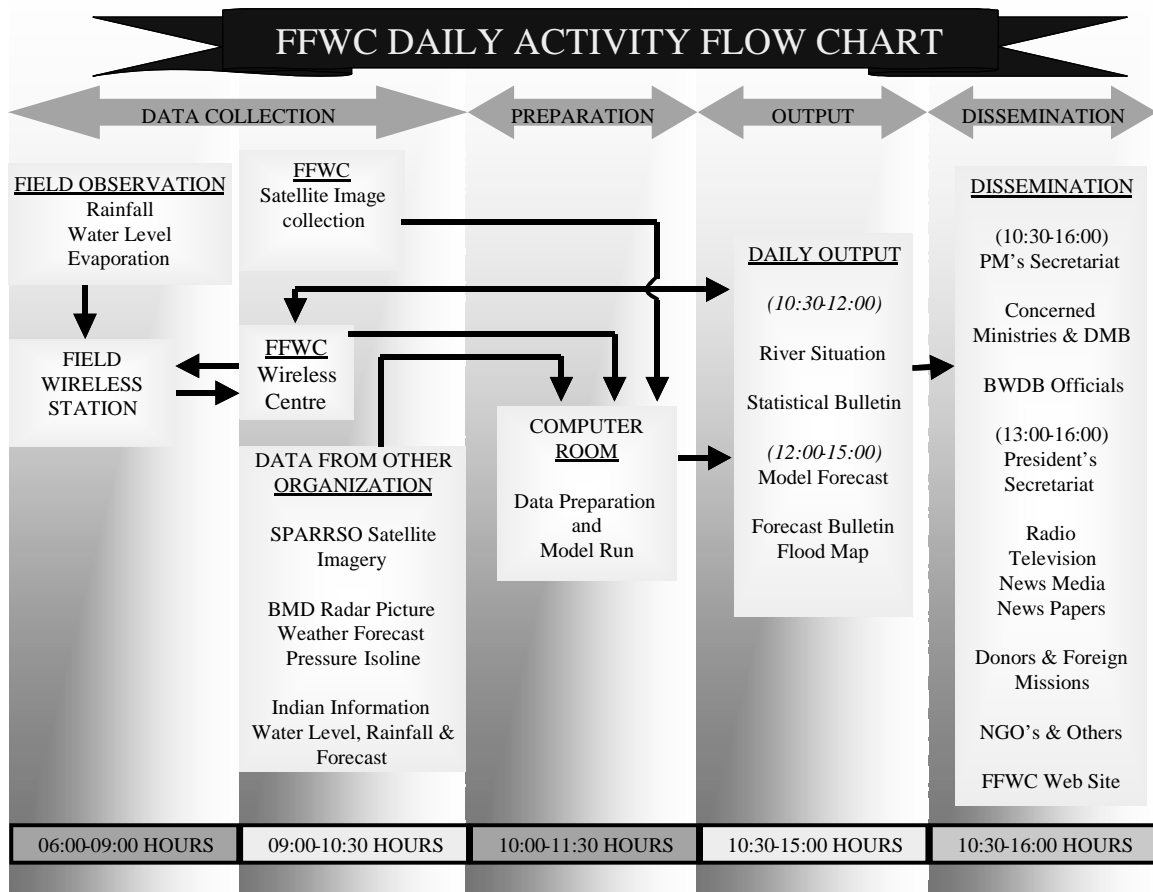 FFWC DAILY ACTIVITY FLOW CHART
DATA COLLECTION
PREPARATION
OUTPUT
DISSEMINATION
FIELD OBSERVATION
Rainfall
Water Level
Evaporation
FIELD
WIRELESS
STATION
FFWC
Satellite Image
collection
FFWC
Wireless
Centre
DATA FROM OTHER
ORGANIZATION
SPARRSO Satellite
Imagery
BMD Radar Picture
Weather Forecast
Pressure Isoline
Indian Information
Water Level, Rainfall &
Forecast
COMPUTER
ROOM
Data Preparation
and
Model Run
DAILY OUTPUT
(10:30-12:00)
River Situation
Statistical Bulletin
(12:00-15:00)
Model Forecast
Forecast Bulletin
Flood Map
DISSEMINATION
(10:30-16:00)
PM's Secretariat
Concerned
Ministries & DMB
BWDB Officials
(13:00-16:00)
President's
Secretariat
Radio
Television
News Media
News Papers
Donors & Foreign
Missions
NGO's & Others
FFWC Web Site
06:00-09:00 HOURS
09:00-10:30 HOURS
10:00-11:30 HOURS
10:30-15:00 HOURS
10:30-16:00 HOURS